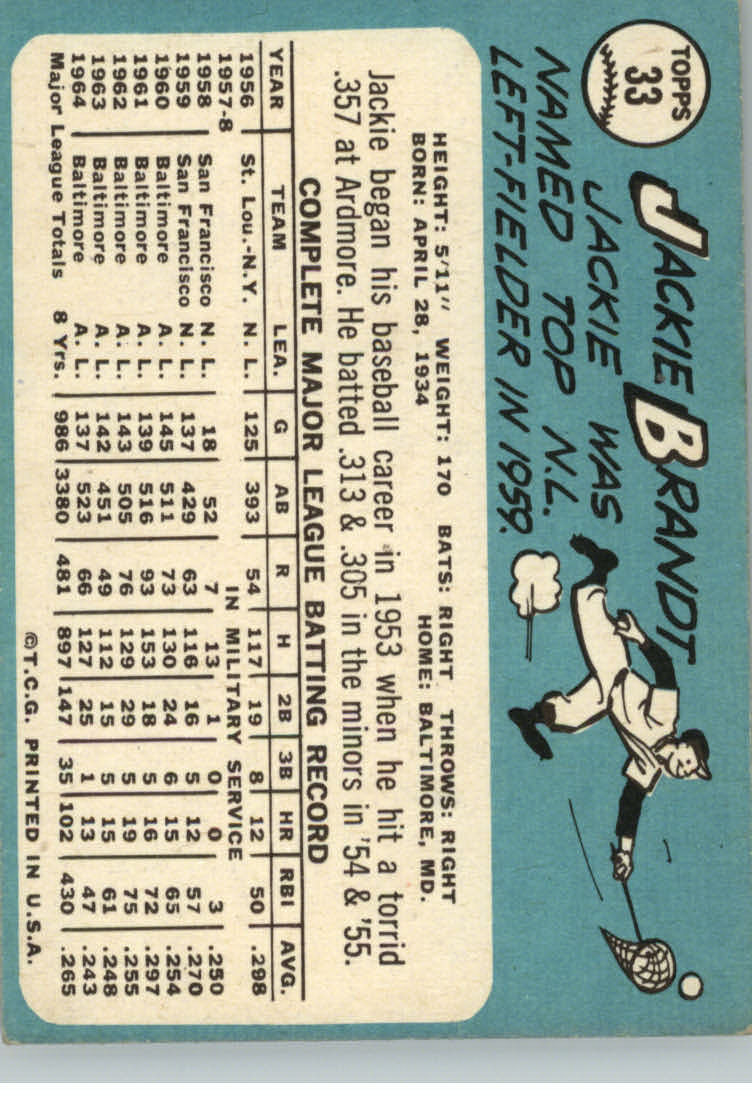 TOPPS
33
JACKIE BRANDT
JACKIE WAS
NAMED TOP N.L.
LEFT-FIELDER IN 1959.
HEIGHT: 5'11" WEIGHT: 170 BATS: RIGHT THROWS: RIGHT
BORN: APRIL 28, 1934 HOME: BALTIMORE, MD.
Jackie began his baseball career in 1953 when he hit a torrid
.357 at Ardmore. He batted .313 & .305 in the minors in '54 & '55.
COMPLETE MAJOR LEAGUE BATTING RECORD
YEAR TEAM LEA. G AB R H 2B 3B HR RBI AVG.
1956 St. Lou.-N.Y. N. L. 125 393 54 117 19 8 12 50 .298
1957-8 IN MILITARY SERVICE
1958 San Francisco N. L. 18 52 7 13 1 0 0 3 .250
1959 San Francisco N. L. 137 429 63 116 16 5 12 57 .270
1960 Baltimore A. L. 145 511 73 130 24 6 15 65 .254
1961 Baltimore A. L. 139 516 93 153 18 5 16 72 .297
1962 Baltimore A. L. 143 505 76 129 29 5 19 75 .255
1963 Baltimore A. L. 142 451 49 112 15 5 15 61 .248
1964 Baltimore A. L. 137 523 66 127 25 1 13 47 .243
Major League Totals 8 Yrs. 986 3380 481 897 147 35 102 430 .265
©T.C.G. PRINTED IN U.S.A.